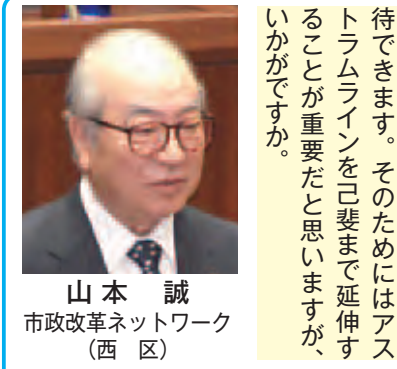 待できます。そのためにはアス
トラムラインを己斐まで延伸す
ることが重要だと思いますが、
いかがですか。
山本 誠
市政改革ネットワーク
（西 区）